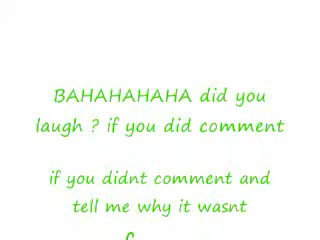 BAHAHAHAHA did you
laugh ? if you did comment
if you didnt comment and
tell me why it wasnt